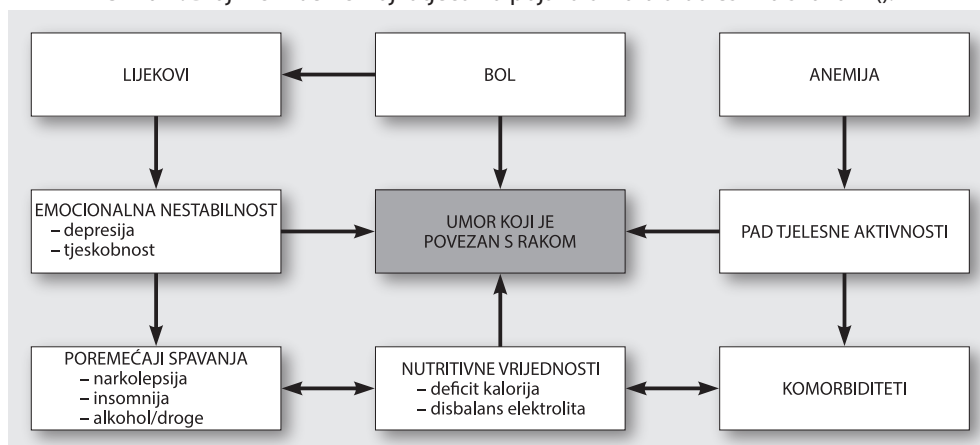 LIJEKOVI
BOL
ANEMIJA
EMOCIONALNA NESTABILNOST
– depresija
– tjeskobnost
UMOR KOJI JE
POVEZAN S RAKOM
PAD TJELESNE AKTIVNOSTI
POREMEĆAJI SPAVANJA
– narkolepsija
– insomnija
– alkohol/droge
NUTRITIVNE VRIJEDNOSTI
– deficit kalorija
– disbalans elektrolita
KOMORBIDITETI